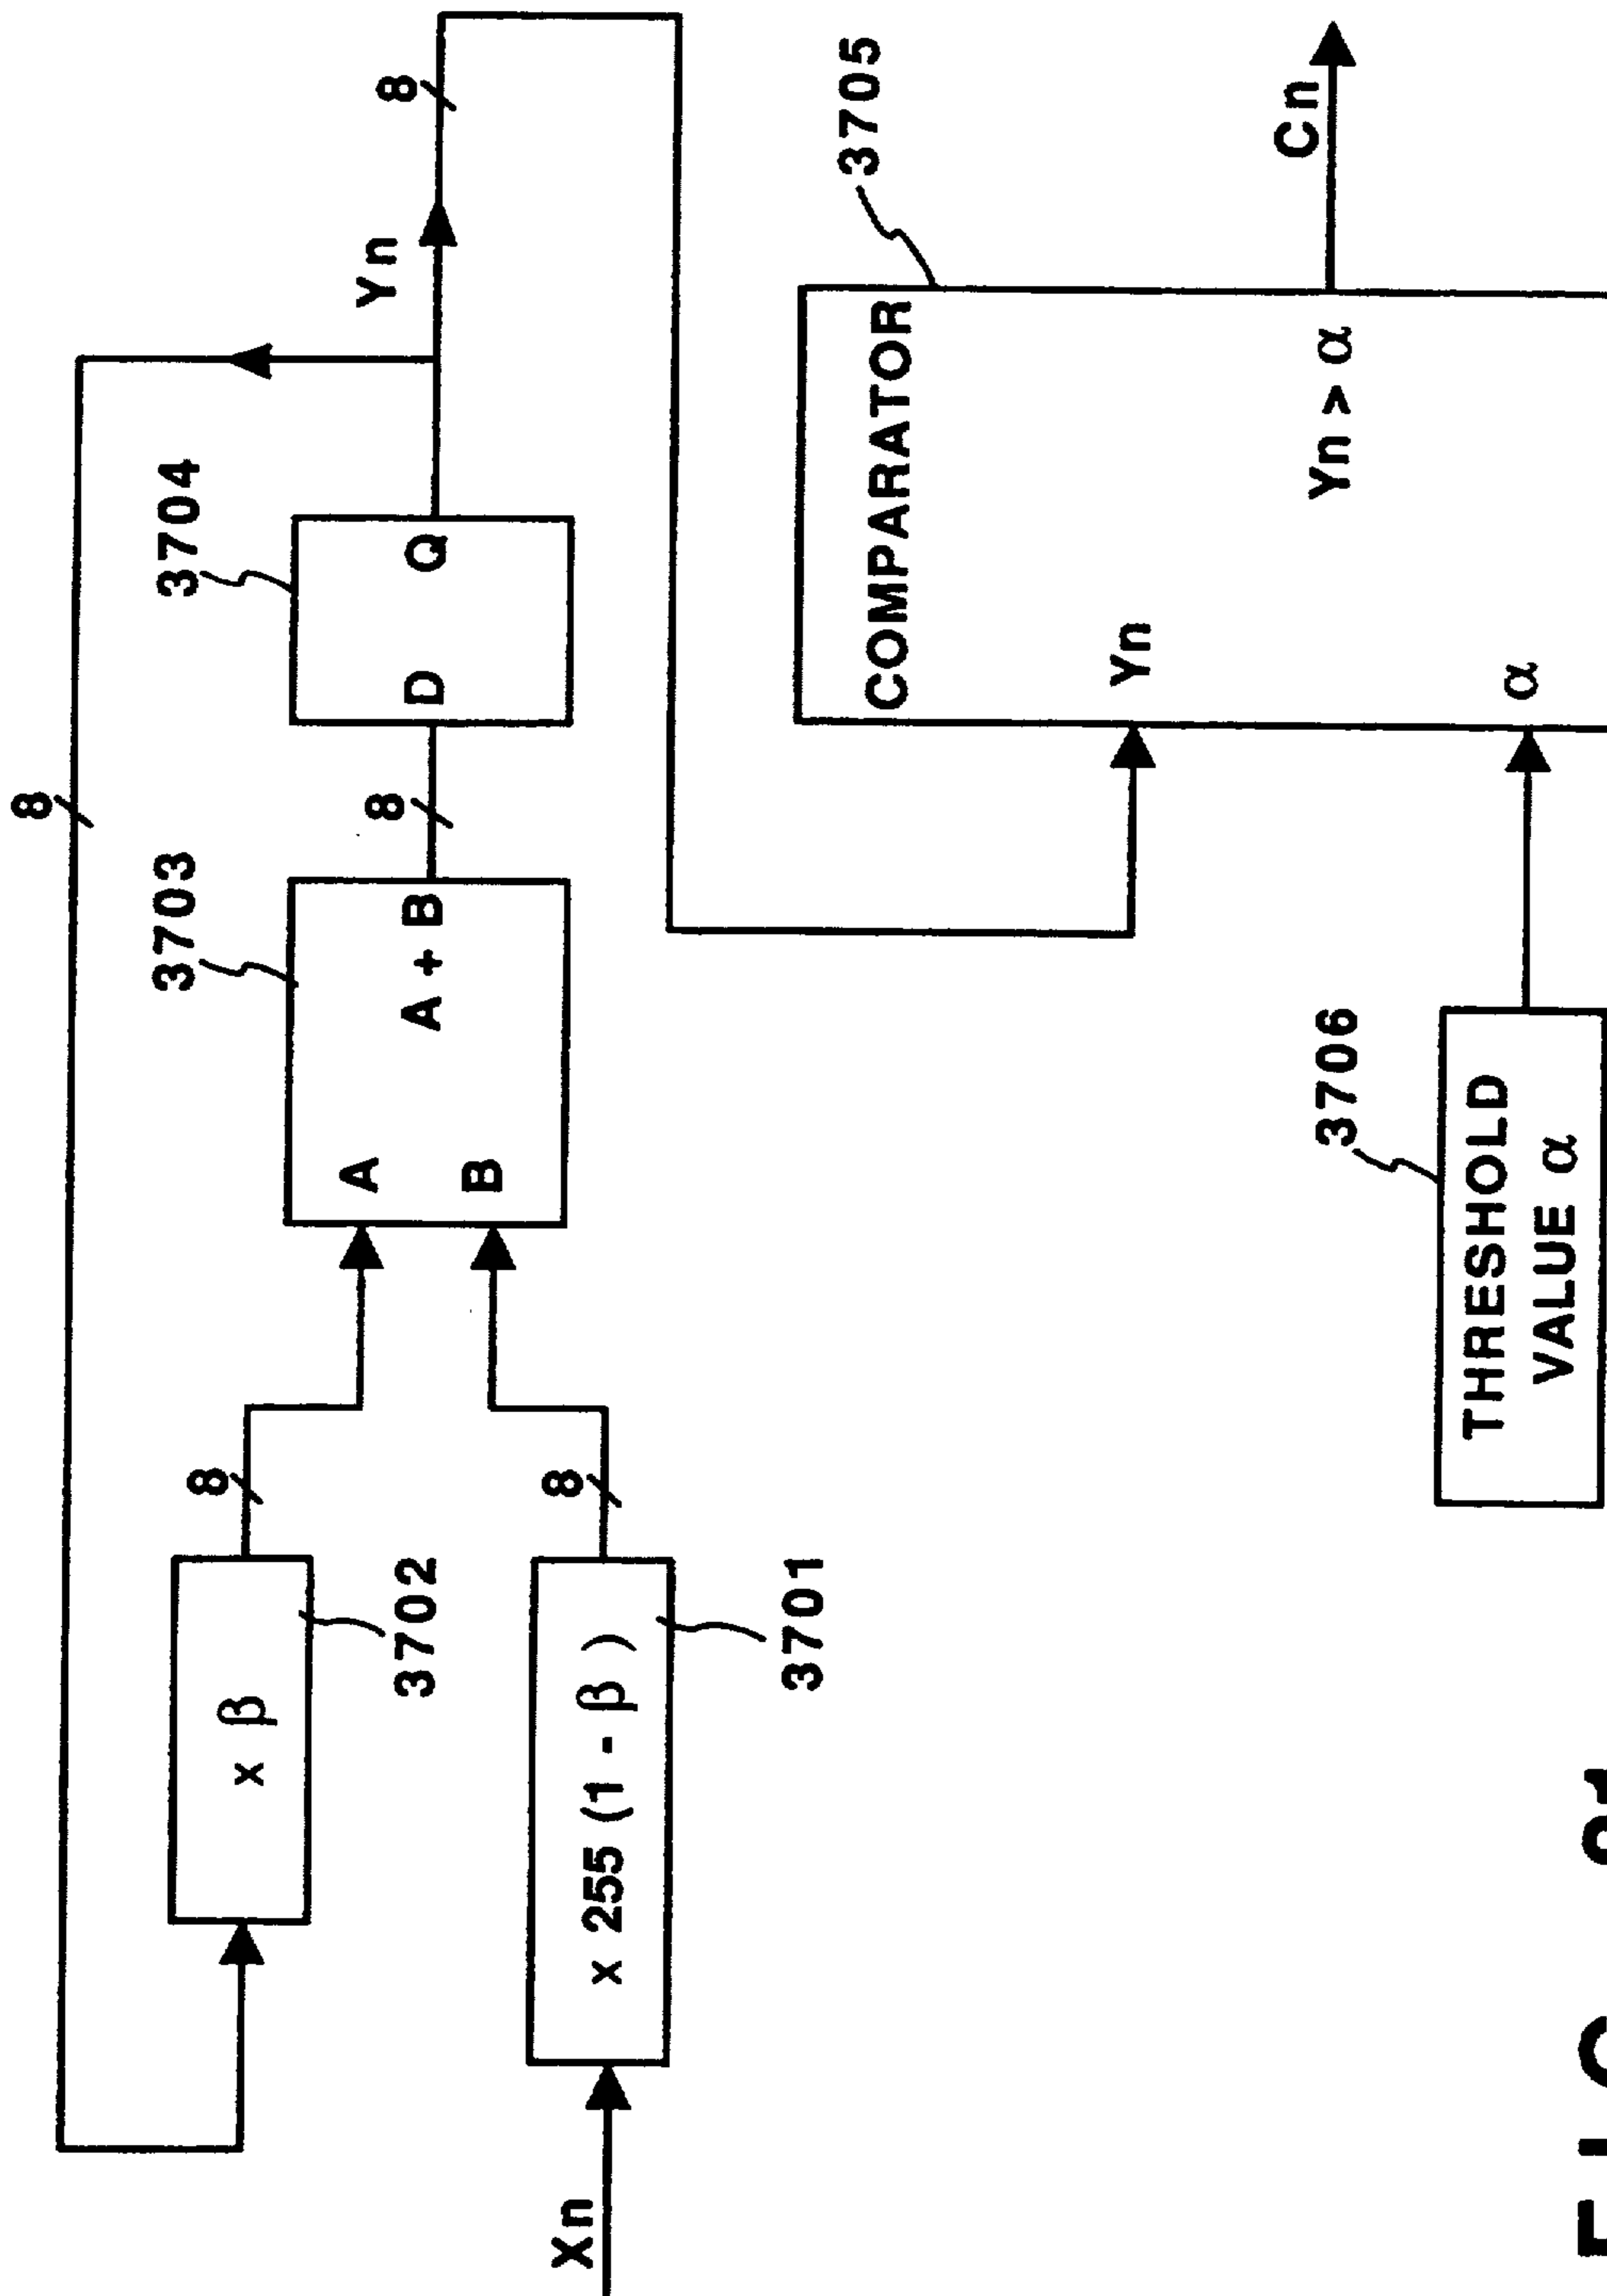 8
8
Yn
3704
D
Q
8
3703
A
A + B
B
8
x β
3702
8
x 255 (1 - β)
3701
Xn
3705
COMPARATOR
Yn
Yn > α
α
Cn
3706
THRESHOLD
VALUE α